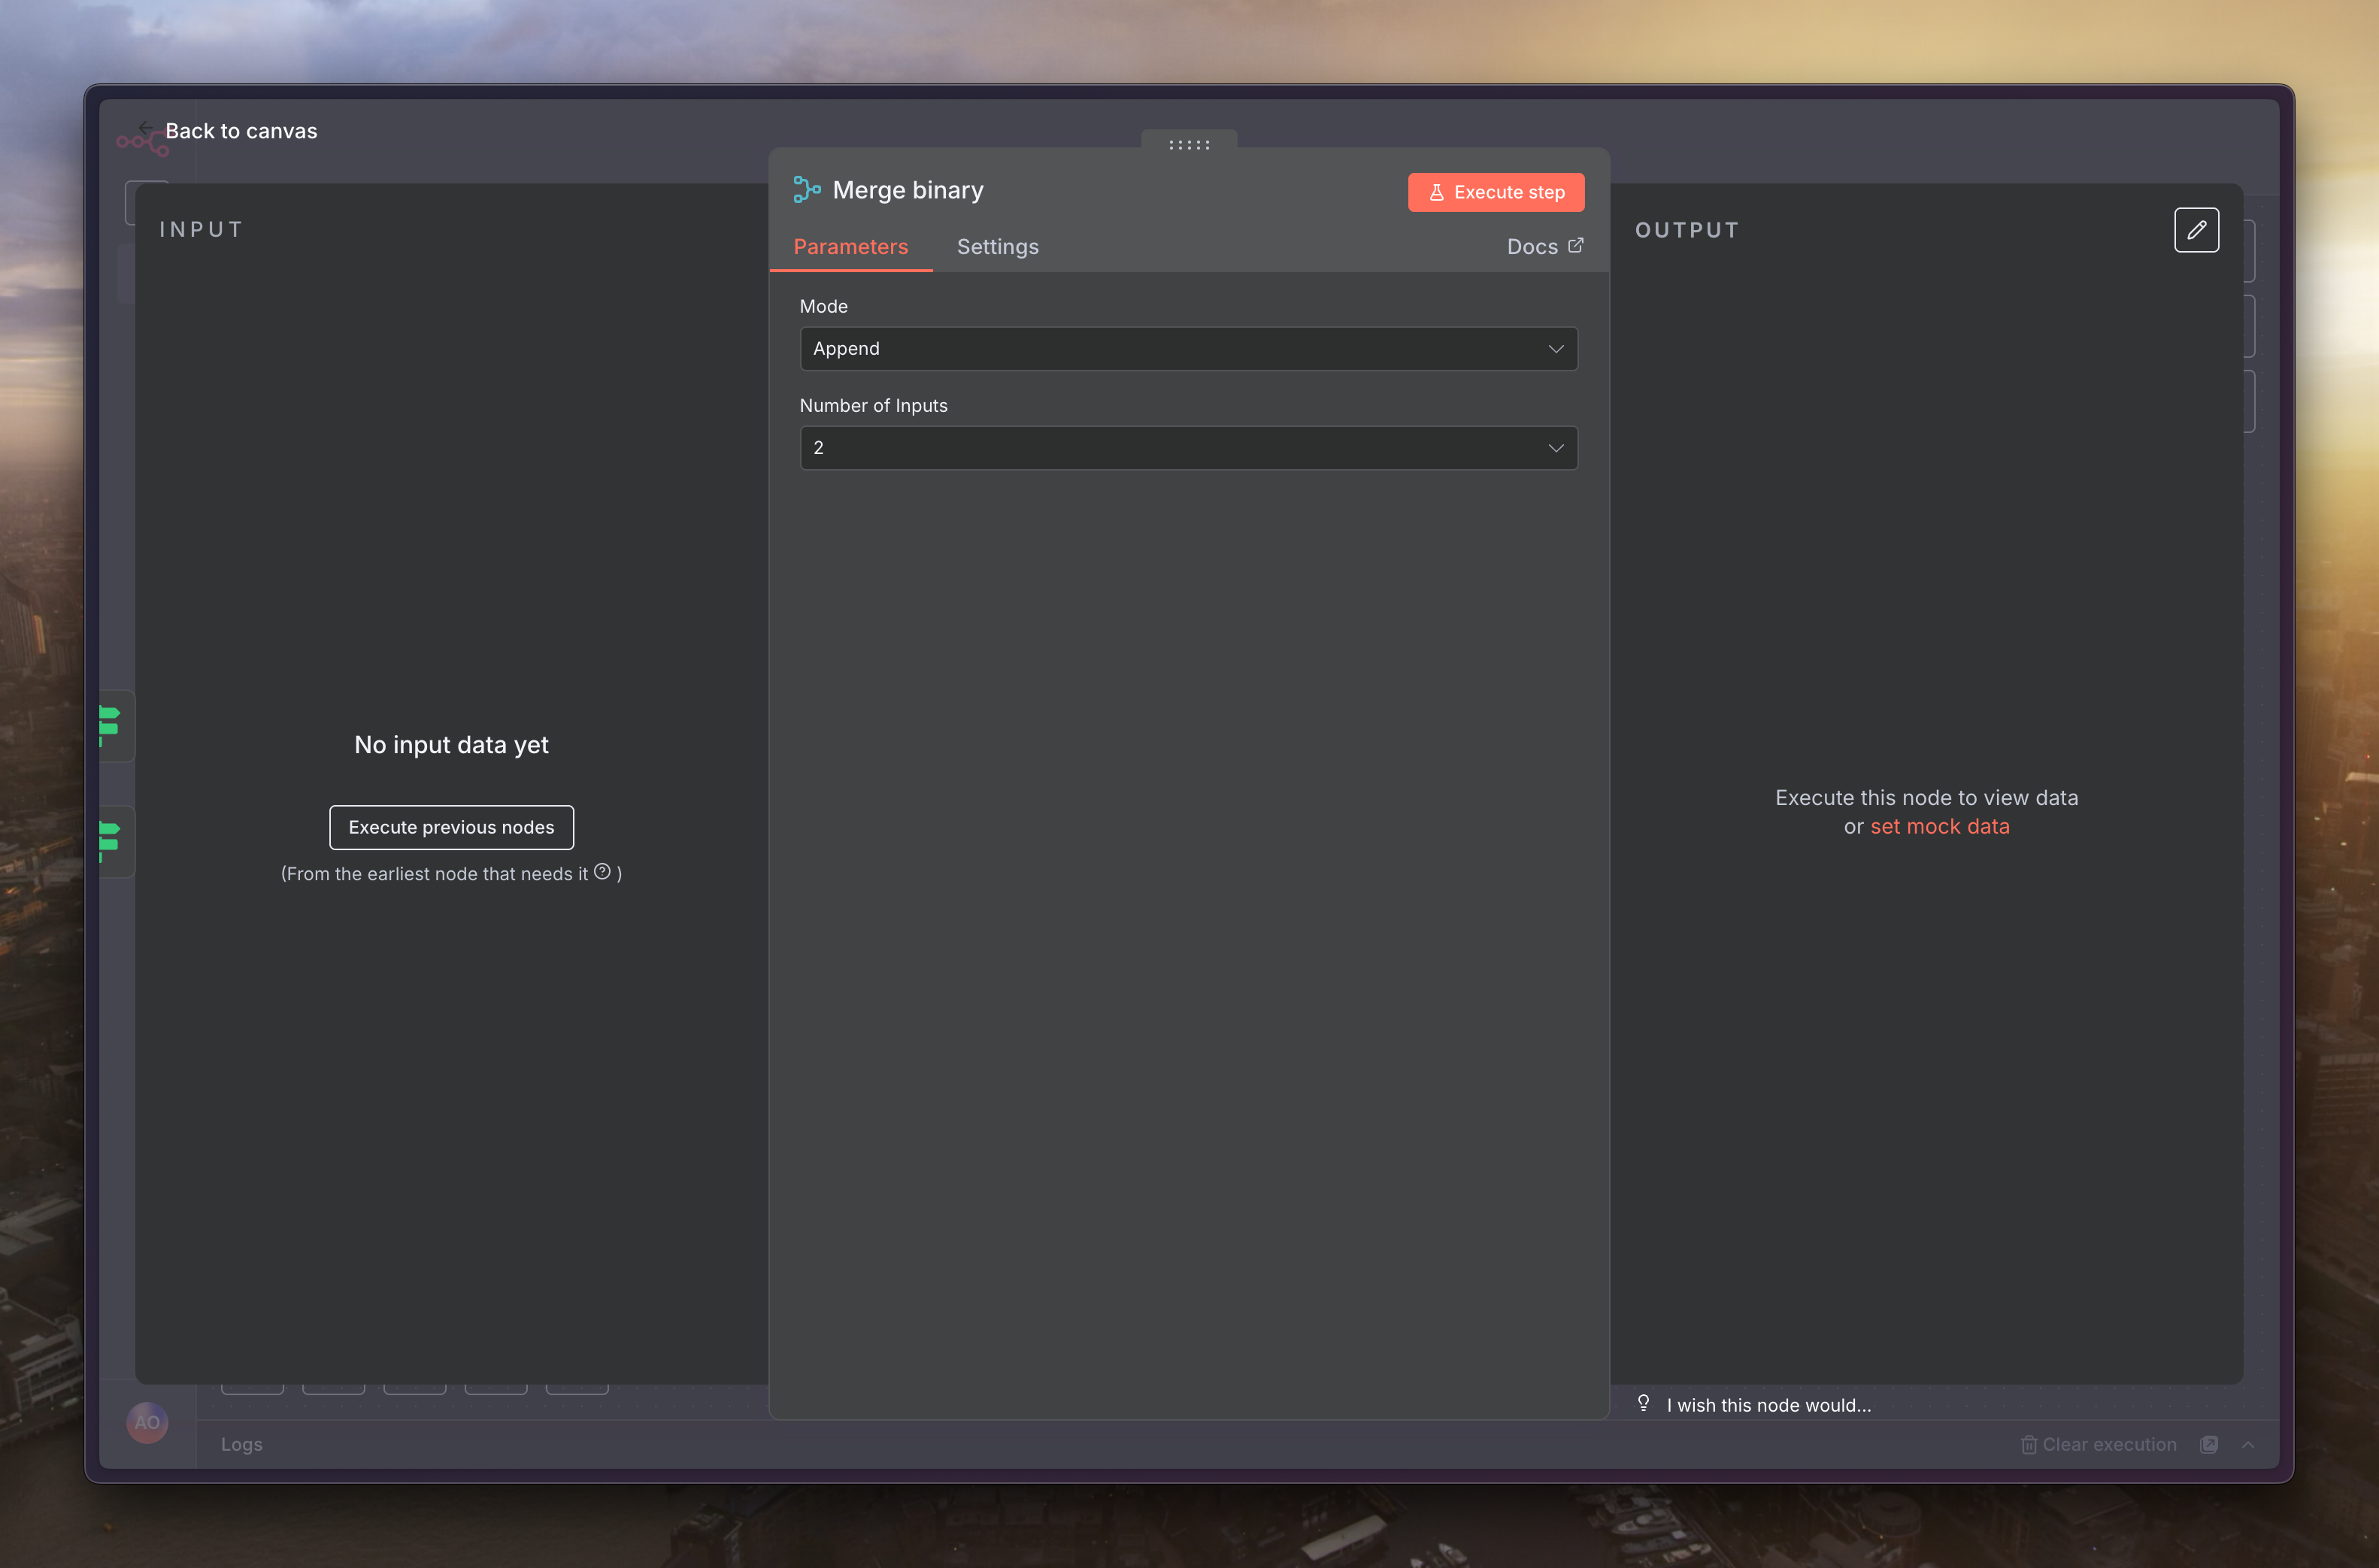 Back to canvas
INPUT
Merge binary
Execute step
Parameters
Settings
Docs
OUTPUT
Mode
Append
Number of Inputs
2
No input data yet
Execute previous nodes
(From the earliest node that needs it ? )
Execute this node to view data
or set mock data
I wish this node would...
AO
Logs
Clear execution